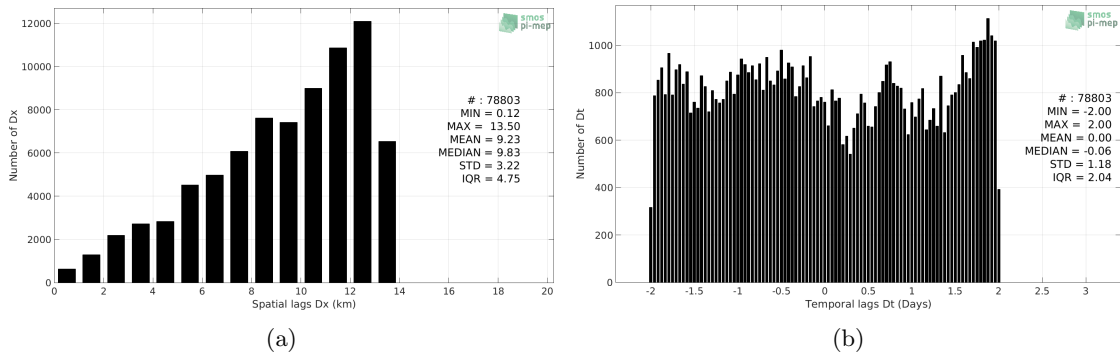 smos
pi-mep
12000
10000
8000
6000
4000
2000
0
Number of Dx
# : 78803
MIN = 0.12
MAX = 13.50
MEAN = 9.23
MEDIAN = 9.83
STD = 3.22
IQR = 4.75
0 2 4 6 8 10 12 14 16 18 20
Spatial lags Dx (km)
(a)
smos
pi-mep
1000
800
600
400
200
0
Number of Dt
# : 78803
MIN = -2.00
MAX = 2.00
MEAN = 0.00
MEDIAN = -0.06
STD = 1.18
IQR = 2.04
-2 -1.5 -1 -0.5 0 0.5 1 1.5 2 2.5 3
Temporal lags Dt (Days)
(b)